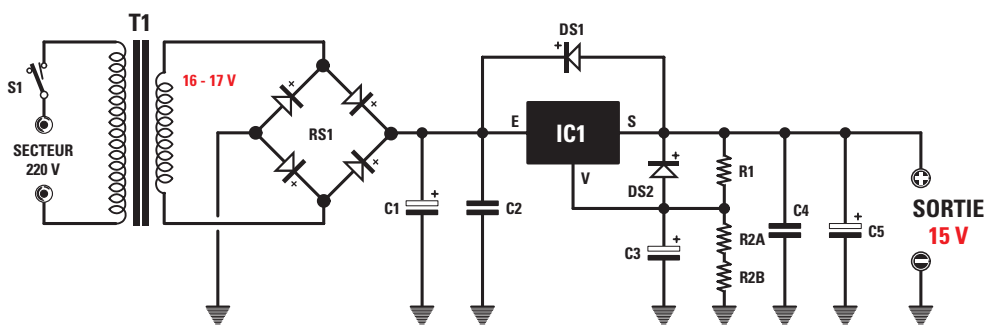 T1
DS1
S1
16 - 17 V
E
IC1
S
RS1
SECTEUR
220 V
V
R1
DS2
C1
C2
C3
R2A
R2B
C4
C5
SORTIE
15 V